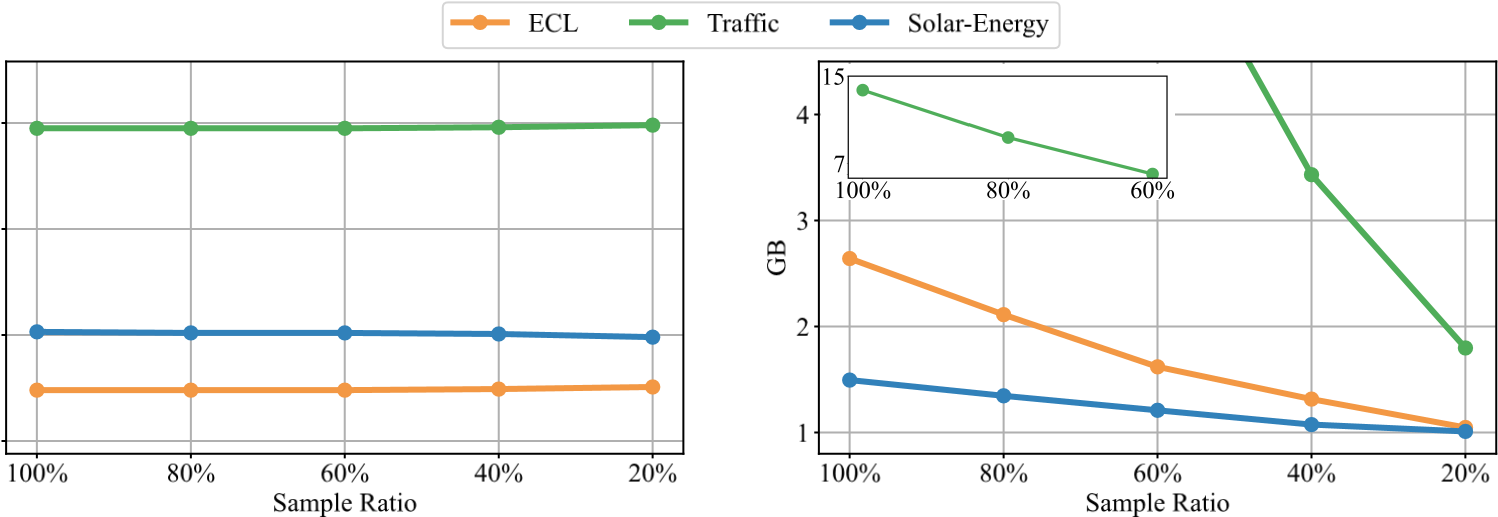 ECL Traffic Solar-Energy
100% 80% 60% 40% 20%
Sample Ratio
15
7
100% 80% 60%
GB
4
3
2
1
100% 80% 60% 40% 20%
Sample Ratio